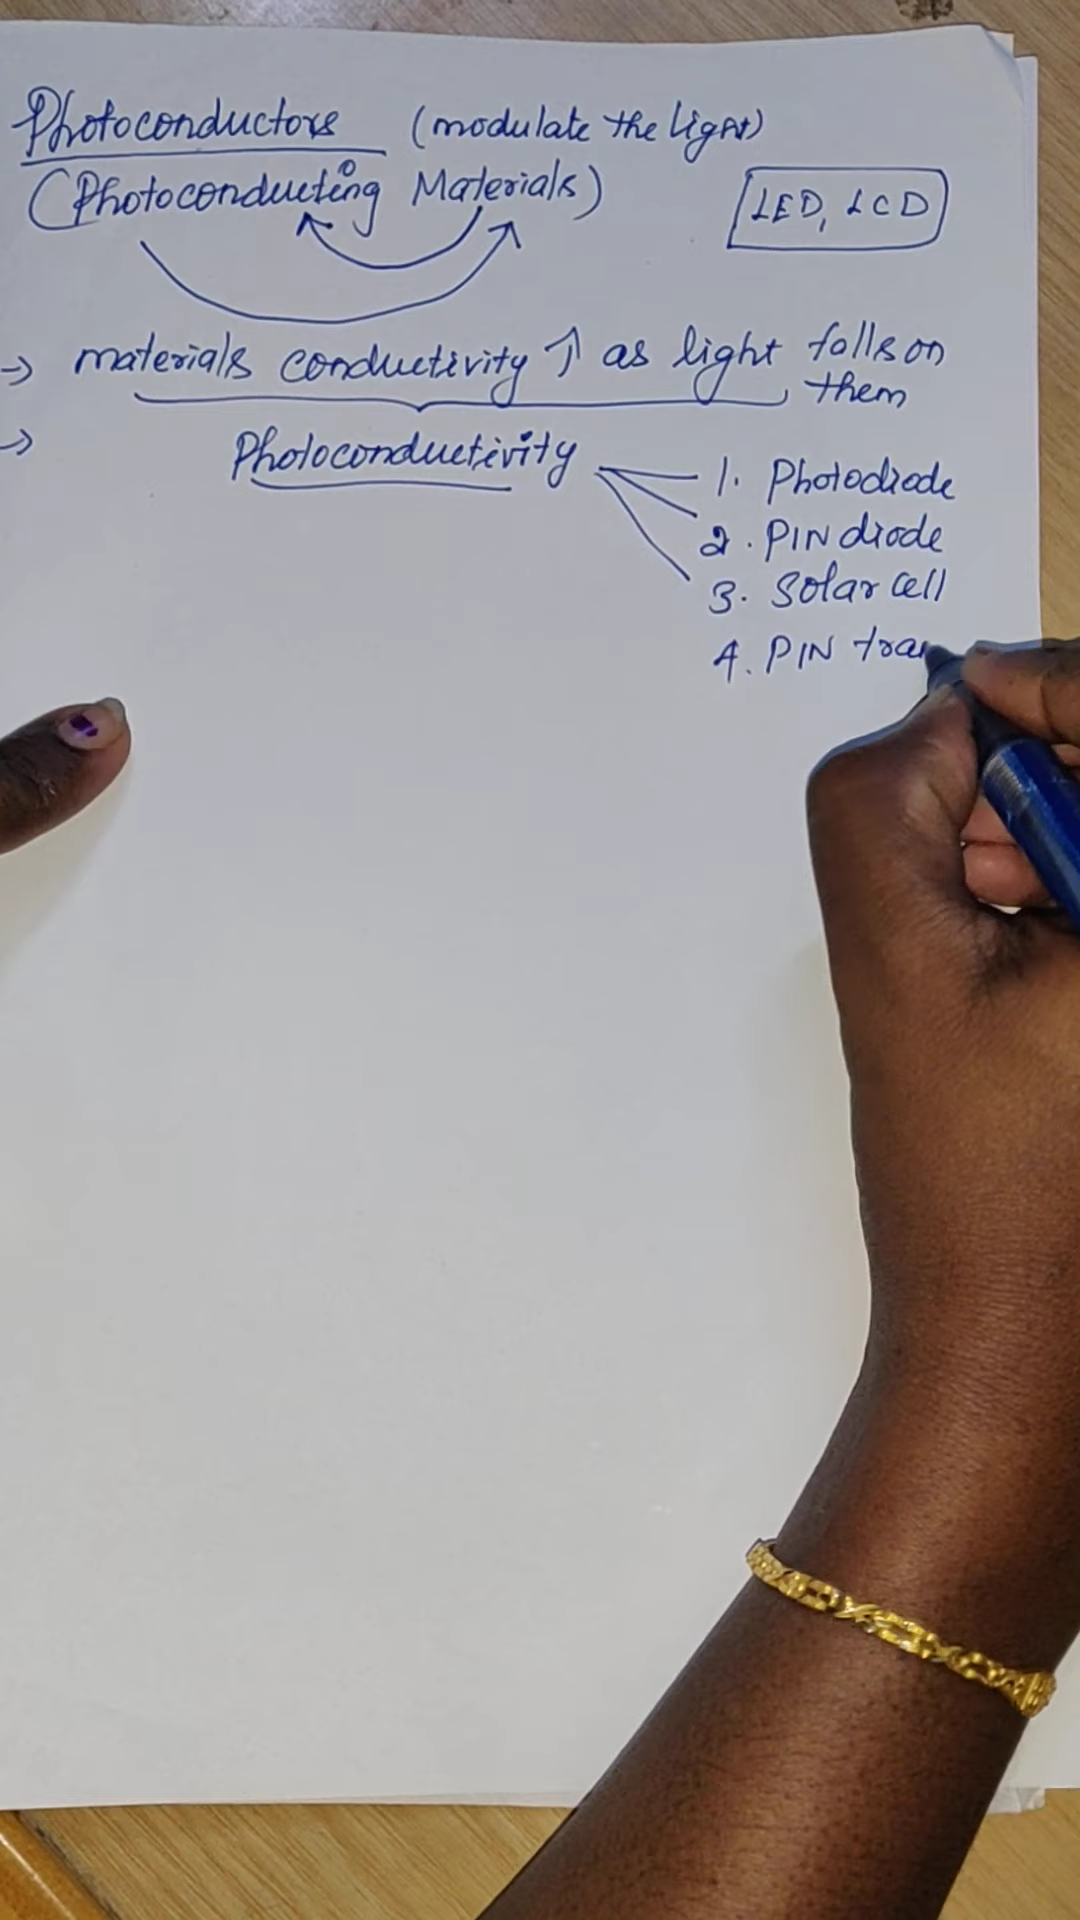 Photoconductors (modulate the light)
(Photoconducting Materials)
LED, LCD
→ materials conductivity ↑ as light falls on
them
→ Photoconductivity
1. Photodiode
2. PIN diode
3. Solar cell
4. PIN tra